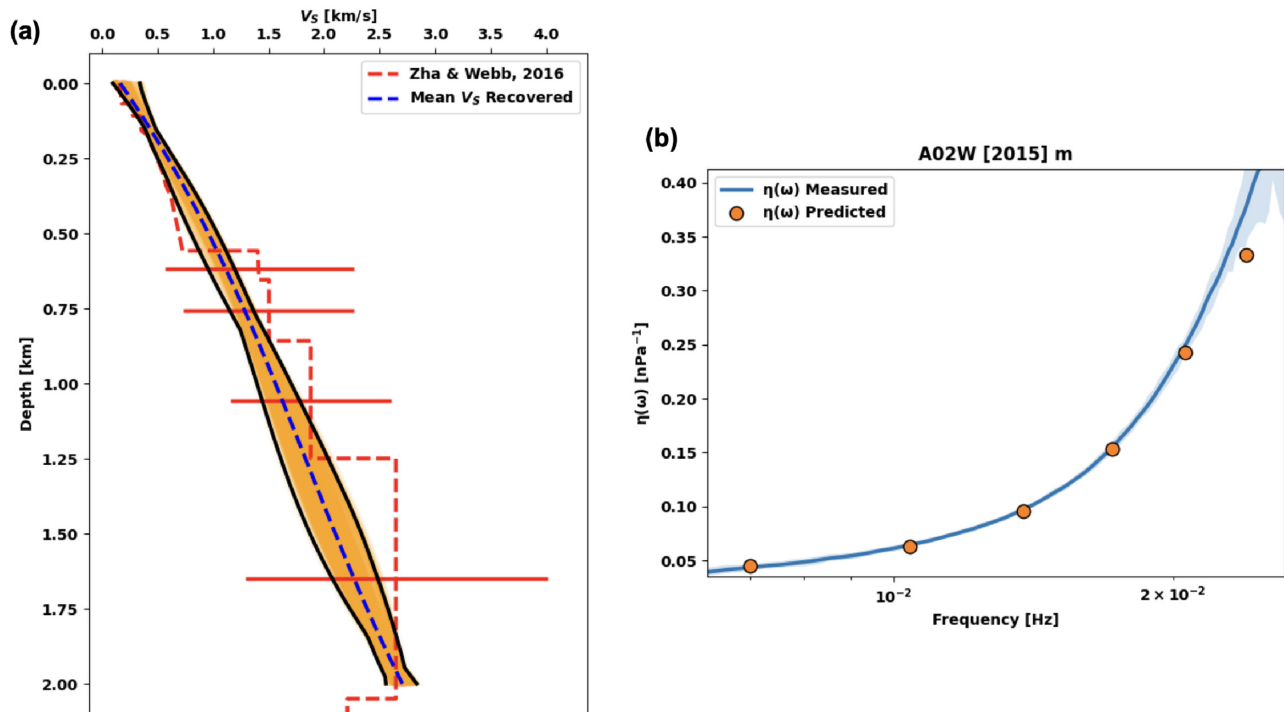 (a)
V_S [km/s]
0.0 0.5 1.0 1.5 2.0 2.5 3.0 3.5 4.0
Zha & Webb, 2016
Mean V_S Recovered
Depth [km]
0.00
0.25
0.50
0.75
1.00
1.25
1.50
1.75
2.00
(b)
A02W [2015] m
η(ω) Measured
η(ω) Predicted
η(ω) [nPa⁻¹]
0.40
0.35
0.30
0.25
0.20
0.15
0.10
0.05
10⁻² 2 × 10⁻²
Frequency [Hz]